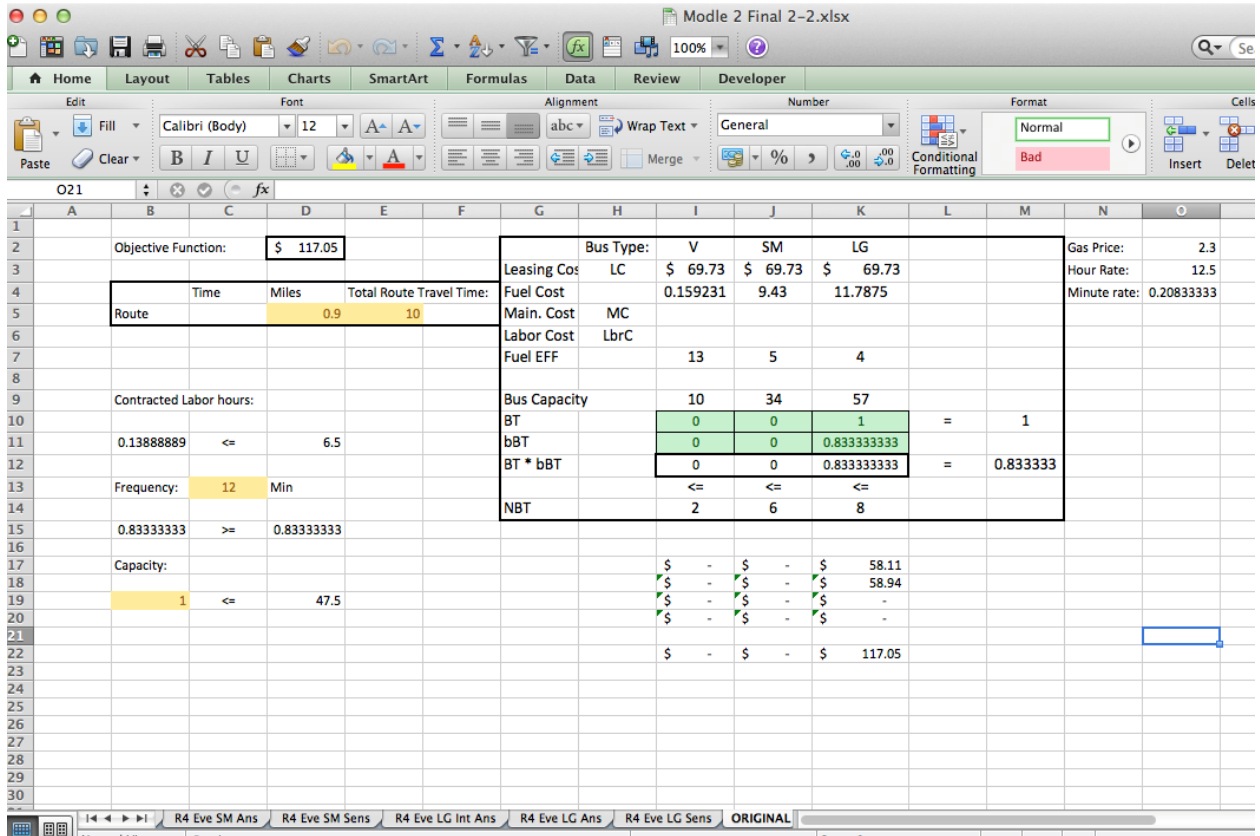 Modle 2 Final 2-2.xlsx
100%
Home Layout Tables Charts SmartArt Formulas Data Review Developer
Edit Font Alignment Number Format Cells
Fill Calibri (Body) 12 A A abc Wrap Text General Normal
Paste Clear B I U A Merge % Conditional Formatting Bad Insert Delet
O21 fx
A B C D E F G H I J K L M N O
1
2 Objective Function: $ 117.05 Bus Type: V SM LG Gas Price: 2.3
3 Leasing Cos LC $ 69.73 $ 69.73 $ 69.73 Hour Rate: 12.5
4 Time Miles Total Route Travel Time: Fuel Cost 0.159231 9.43 11.7875 Minute rate: 0.20833333
5 Route 0.9 10 Main. Cost MC
6 Labor Cost LbrC
7 Fuel EFF 13 5 4
8
9 Contracted Labor hours: Bus Capacity 10 34 57
10 BT 0 0 1 = 1
11 0.13888889 <= 6.5 bBT 0 0 0.833333333
12 BT * bBT 0 0 0.833333333 = 0.833333
13 Frequency: 12 Min <= <= <=
14 NBT 2 6 8
15 0.83333333 >= 0.83333333
16
17 Capacity: $ - $ - $ 58.11
18 $ - $ - $ 58.94
19 1 <= 47.5 $ - $ - $ -
20 $ - $ - $ -
21
22 $ - $ - $ 117.05
23
24
25
26
27
28
29
30
R4 Eve SM Ans R4 Eve SM Sens R4 Eve LG Int Ans R4 Eve LG Ans R4 Eve LG Sens ORIGINAL